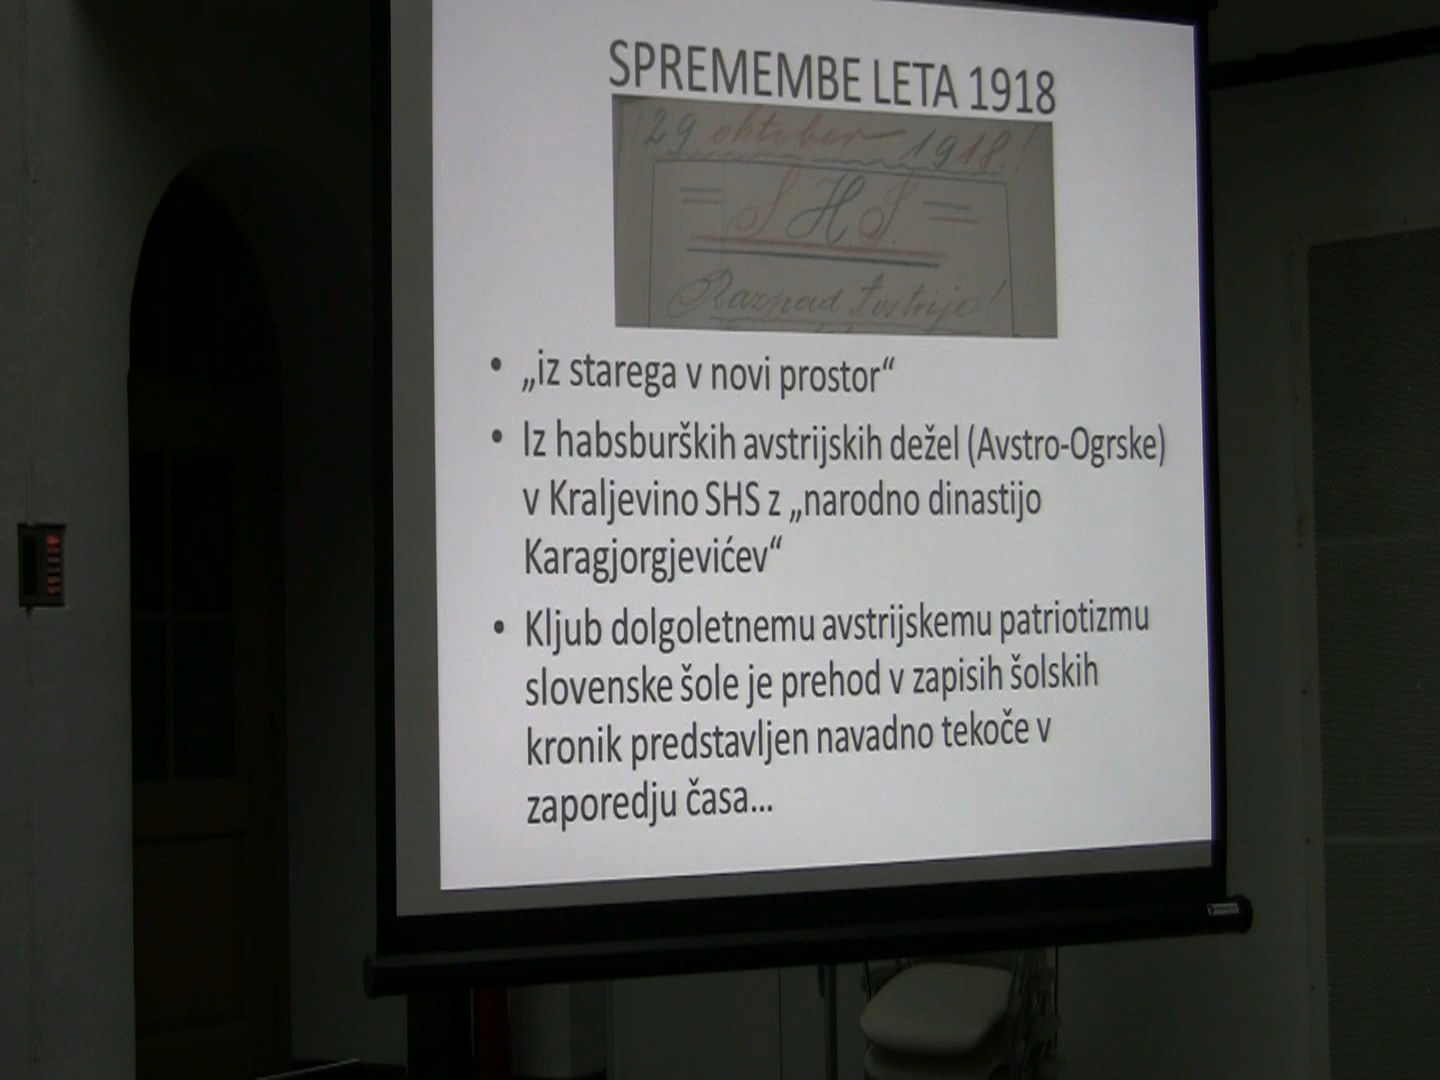 SPREMEMBE LETA 1918
29 oktober 1918!
= SHS. =
Razpad Avstrije!
• „iz starega v novi prostor“
• Iz habsburških avstrijskih dežel (Avstro-Ogrske)
v Kraljevino SHS z „narodno dinastijo
Karagjorgjevićev“
• Kljub dolgoletnemu avstrijskemu patriotizmu
slovenske šole je prehod v zapisih šolskih
kronik predstavljen navadno tekoče v
zaporedju časa...